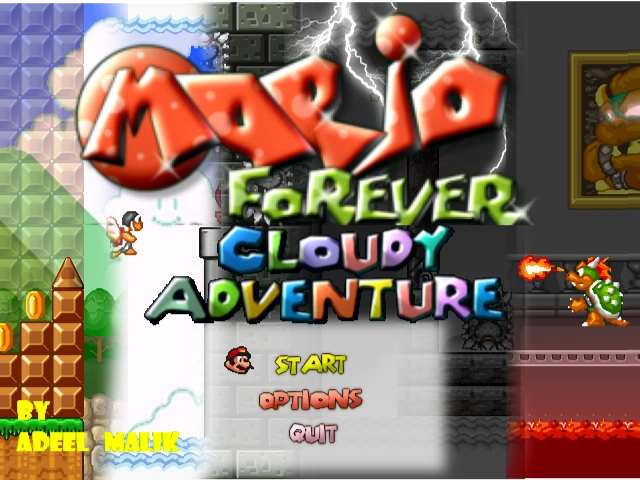 MARIO
FOREVER
CLOUDY
ADVENTURE
START
OPTIONS
QUIT
BY
ADEEL MALIK